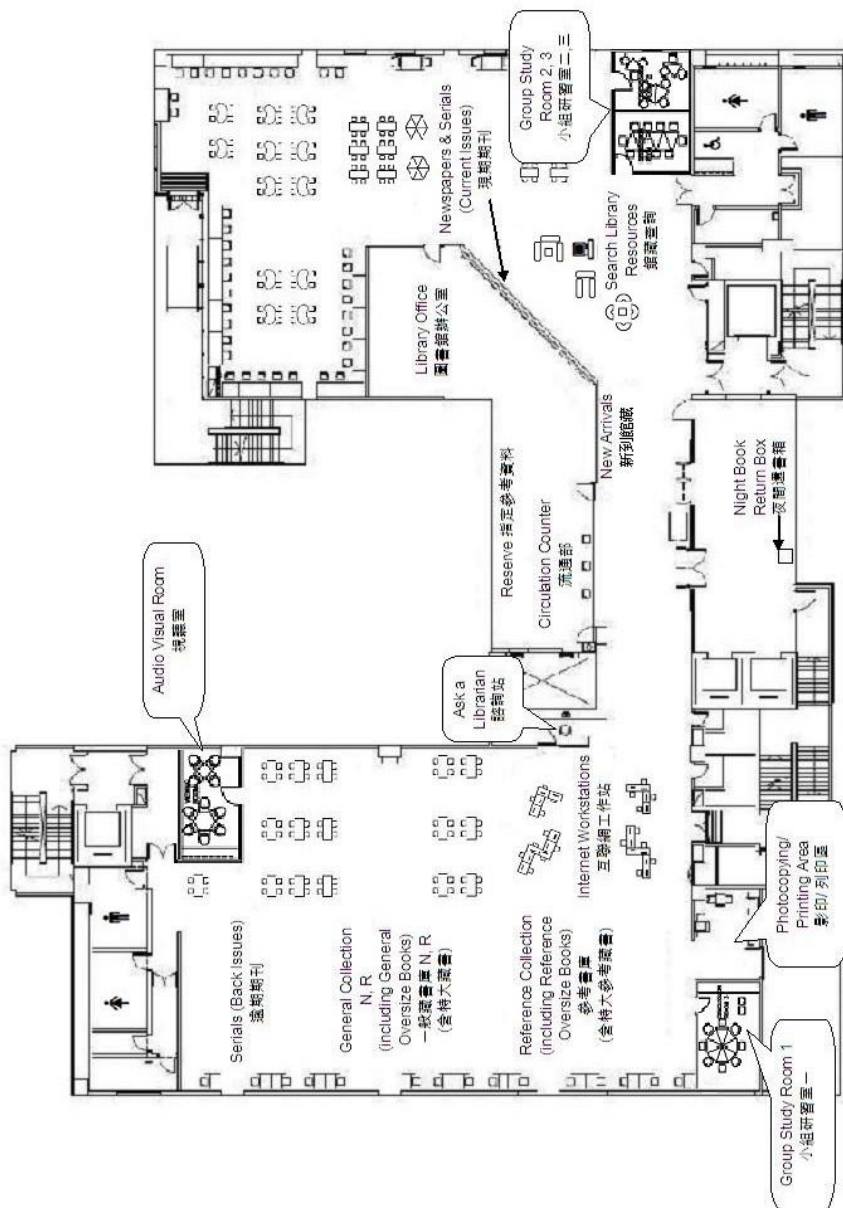 Audio Visual Room
視聽室
Serials (Back Issues)
逾期期刊
General Collection
N, R
(including General
Oversize Books)
一般藏書庫 N, R
(含特大藏書)
Library Office
圖書館辦公室
Newspapers & Serials
(Current Issues)
現期期刊
Ask a
Librarian
諮詢站
Reserve 指定參考資料
Group Study
Room 2, 3
小組研習室二,三
Reference Collection
(including Reference
Oversize Books)
參考書庫
(含特大參考藏書)
Circulation Counter
流通部
Internet Workstations
互聯網工作站
New Arrivals
新到館藏
Search Library
Resources
館藏查詢
Night Book
Return Box
夜間還書箱
Photocopying/
Printing Area
影印/ 列印區
Group Study Room 1
小組研習室一